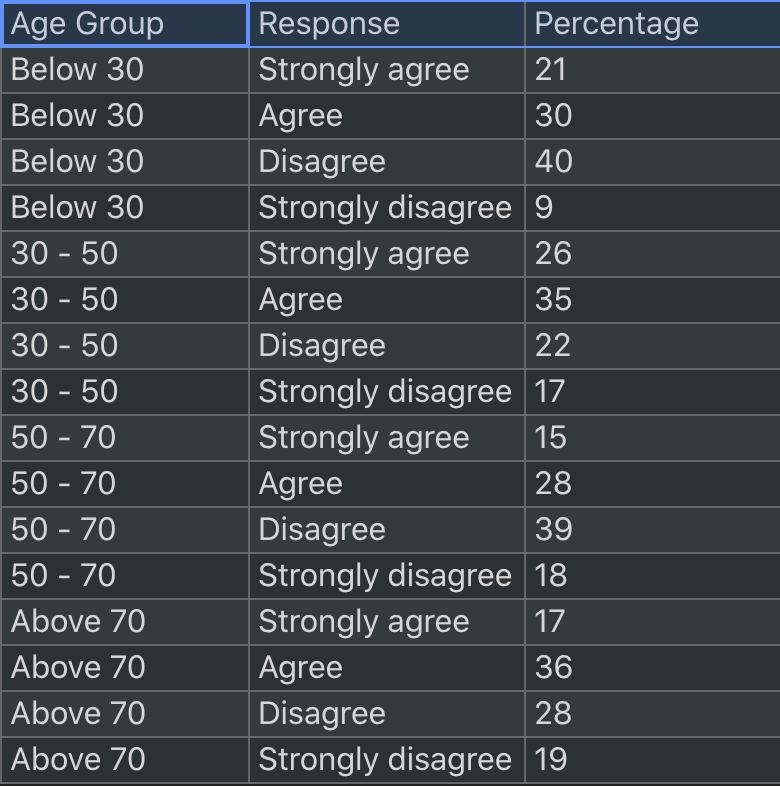 Age Group Response Percentage
Below 30 Strongly agree 21
Below 30 Agree 30
Below 30 Disagree 40
Below 30 Strongly disagree 9
30 - 50 Strongly agree 26
30 - 50 Agree 35
30 - 50 Disagree 22
30 - 50 Strongly disagree 17
50 - 70 Strongly agree 15
50 - 70 Agree 28
50 - 70 Disagree 39
50 - 70 Strongly disagree 18
Above 70 Strongly agree 17
Above 70 Agree 36
Above 70 Disagree 28
Above 70 Strongly disagree 19